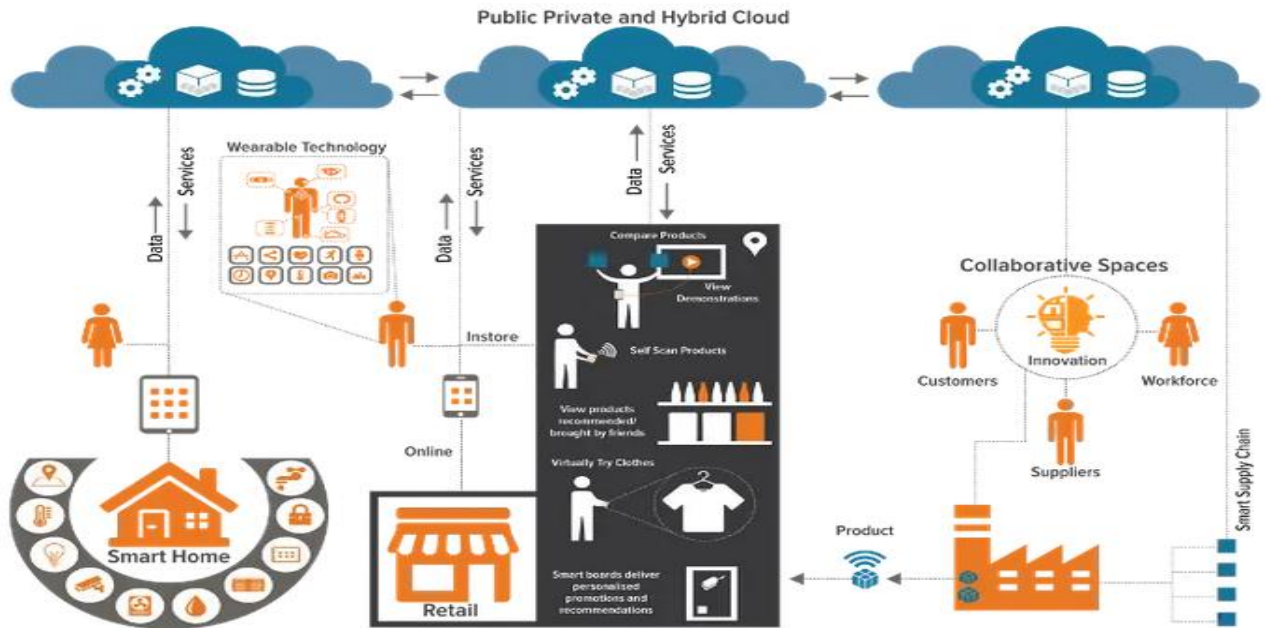 Public Private and Hybrid Cloud
Data
Services
Wearable Technology
Data
Services
Data
Services
Compare Products
View
Demonstrations
Instore
Self Scan Products
View products
recommended/
brought by friends
Online
Virtually Try Clothes
Smart boards deliver
personalised
promotions and
recommendations
Smart Home
Retail
Collaborative Spaces
Innovation
Customers
Workforce
Suppliers
Smart Supply Chain
Product